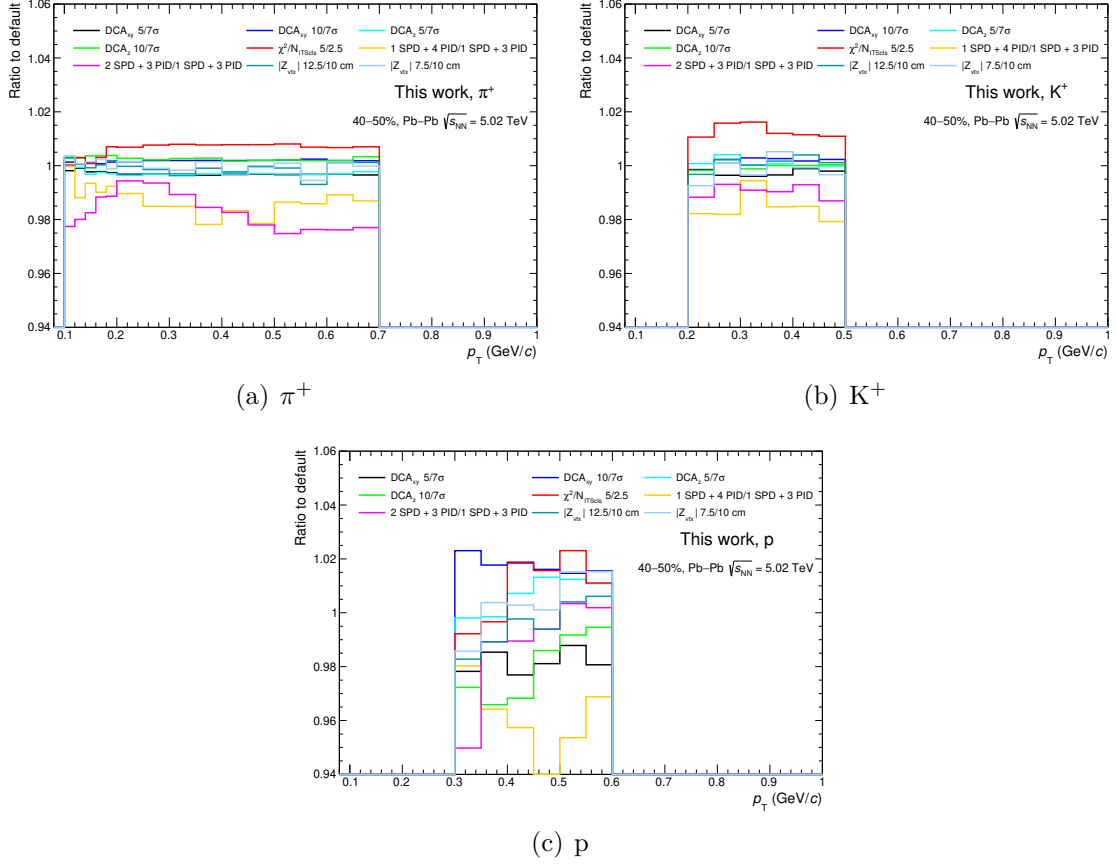 Ratio to default
1.06
1.04
1.02
1
0.98
0.96
0.94
DCA_xy 5/7σ DCA_xy 10/7σ DCA_z 5/7σ
DCA_z 10/7σ χ²/N_ITScls 5/2.5 1 SPD + 4 PID/1 SPD + 3 PID
2 SPD + 3 PID/1 SPD + 3 PID |Z_vtx| 12.5/10 cm |Z_vtx| 7.5/10 cm
This work, π⁺
40–50%, Pb–Pb √s_NN = 5.02 TeV
0.1 0.2 0.3 0.4 0.5 0.6 0.7 0.8 0.9 1
p_T (GeV/c)
(a) π⁺
Ratio to default
1.06
1.04
1.02
1
0.98
0.96
0.94
DCA_xy 5/7σ DCA_xy 10/7σ DCA_z 5/7σ
DCA_z 10/7σ χ²/N_ITScls 5/2.5 1 SPD + 4 PID/1 SPD + 3 PID
2 SPD + 3 PID/1 SPD + 3 PID |Z_vtx| 12.5/10 cm |Z_vtx| 7.5/10 cm
This work, K⁺
40–50%, Pb–Pb √s_NN = 5.02 TeV
0.1 0.2 0.3 0.4 0.5 0.6 0.7 0.8 0.9 1
p_T (GeV/c)
(b) K⁺
Ratio to default
1.06
1.04
1.02
1
0.98
0.96
0.94
DCA_xy 5/7σ DCA_xy 10/7σ DCA_z 5/7σ
DCA_z 10/7σ χ²/N_ITScls 5/2.5 1 SPD + 4 PID/1 SPD + 3 PID
2 SPD + 3 PID/1 SPD + 3 PID |Z_vtx| 12.5/10 cm |Z_vtx| 7.5/10 cm
This work, p
40–50%, Pb–Pb √s_NN = 5.02 TeV
0.1 0.2 0.3 0.4 0.5 0.6 0.7 0.8 0.9 1
p_T (GeV/c)
(c) p